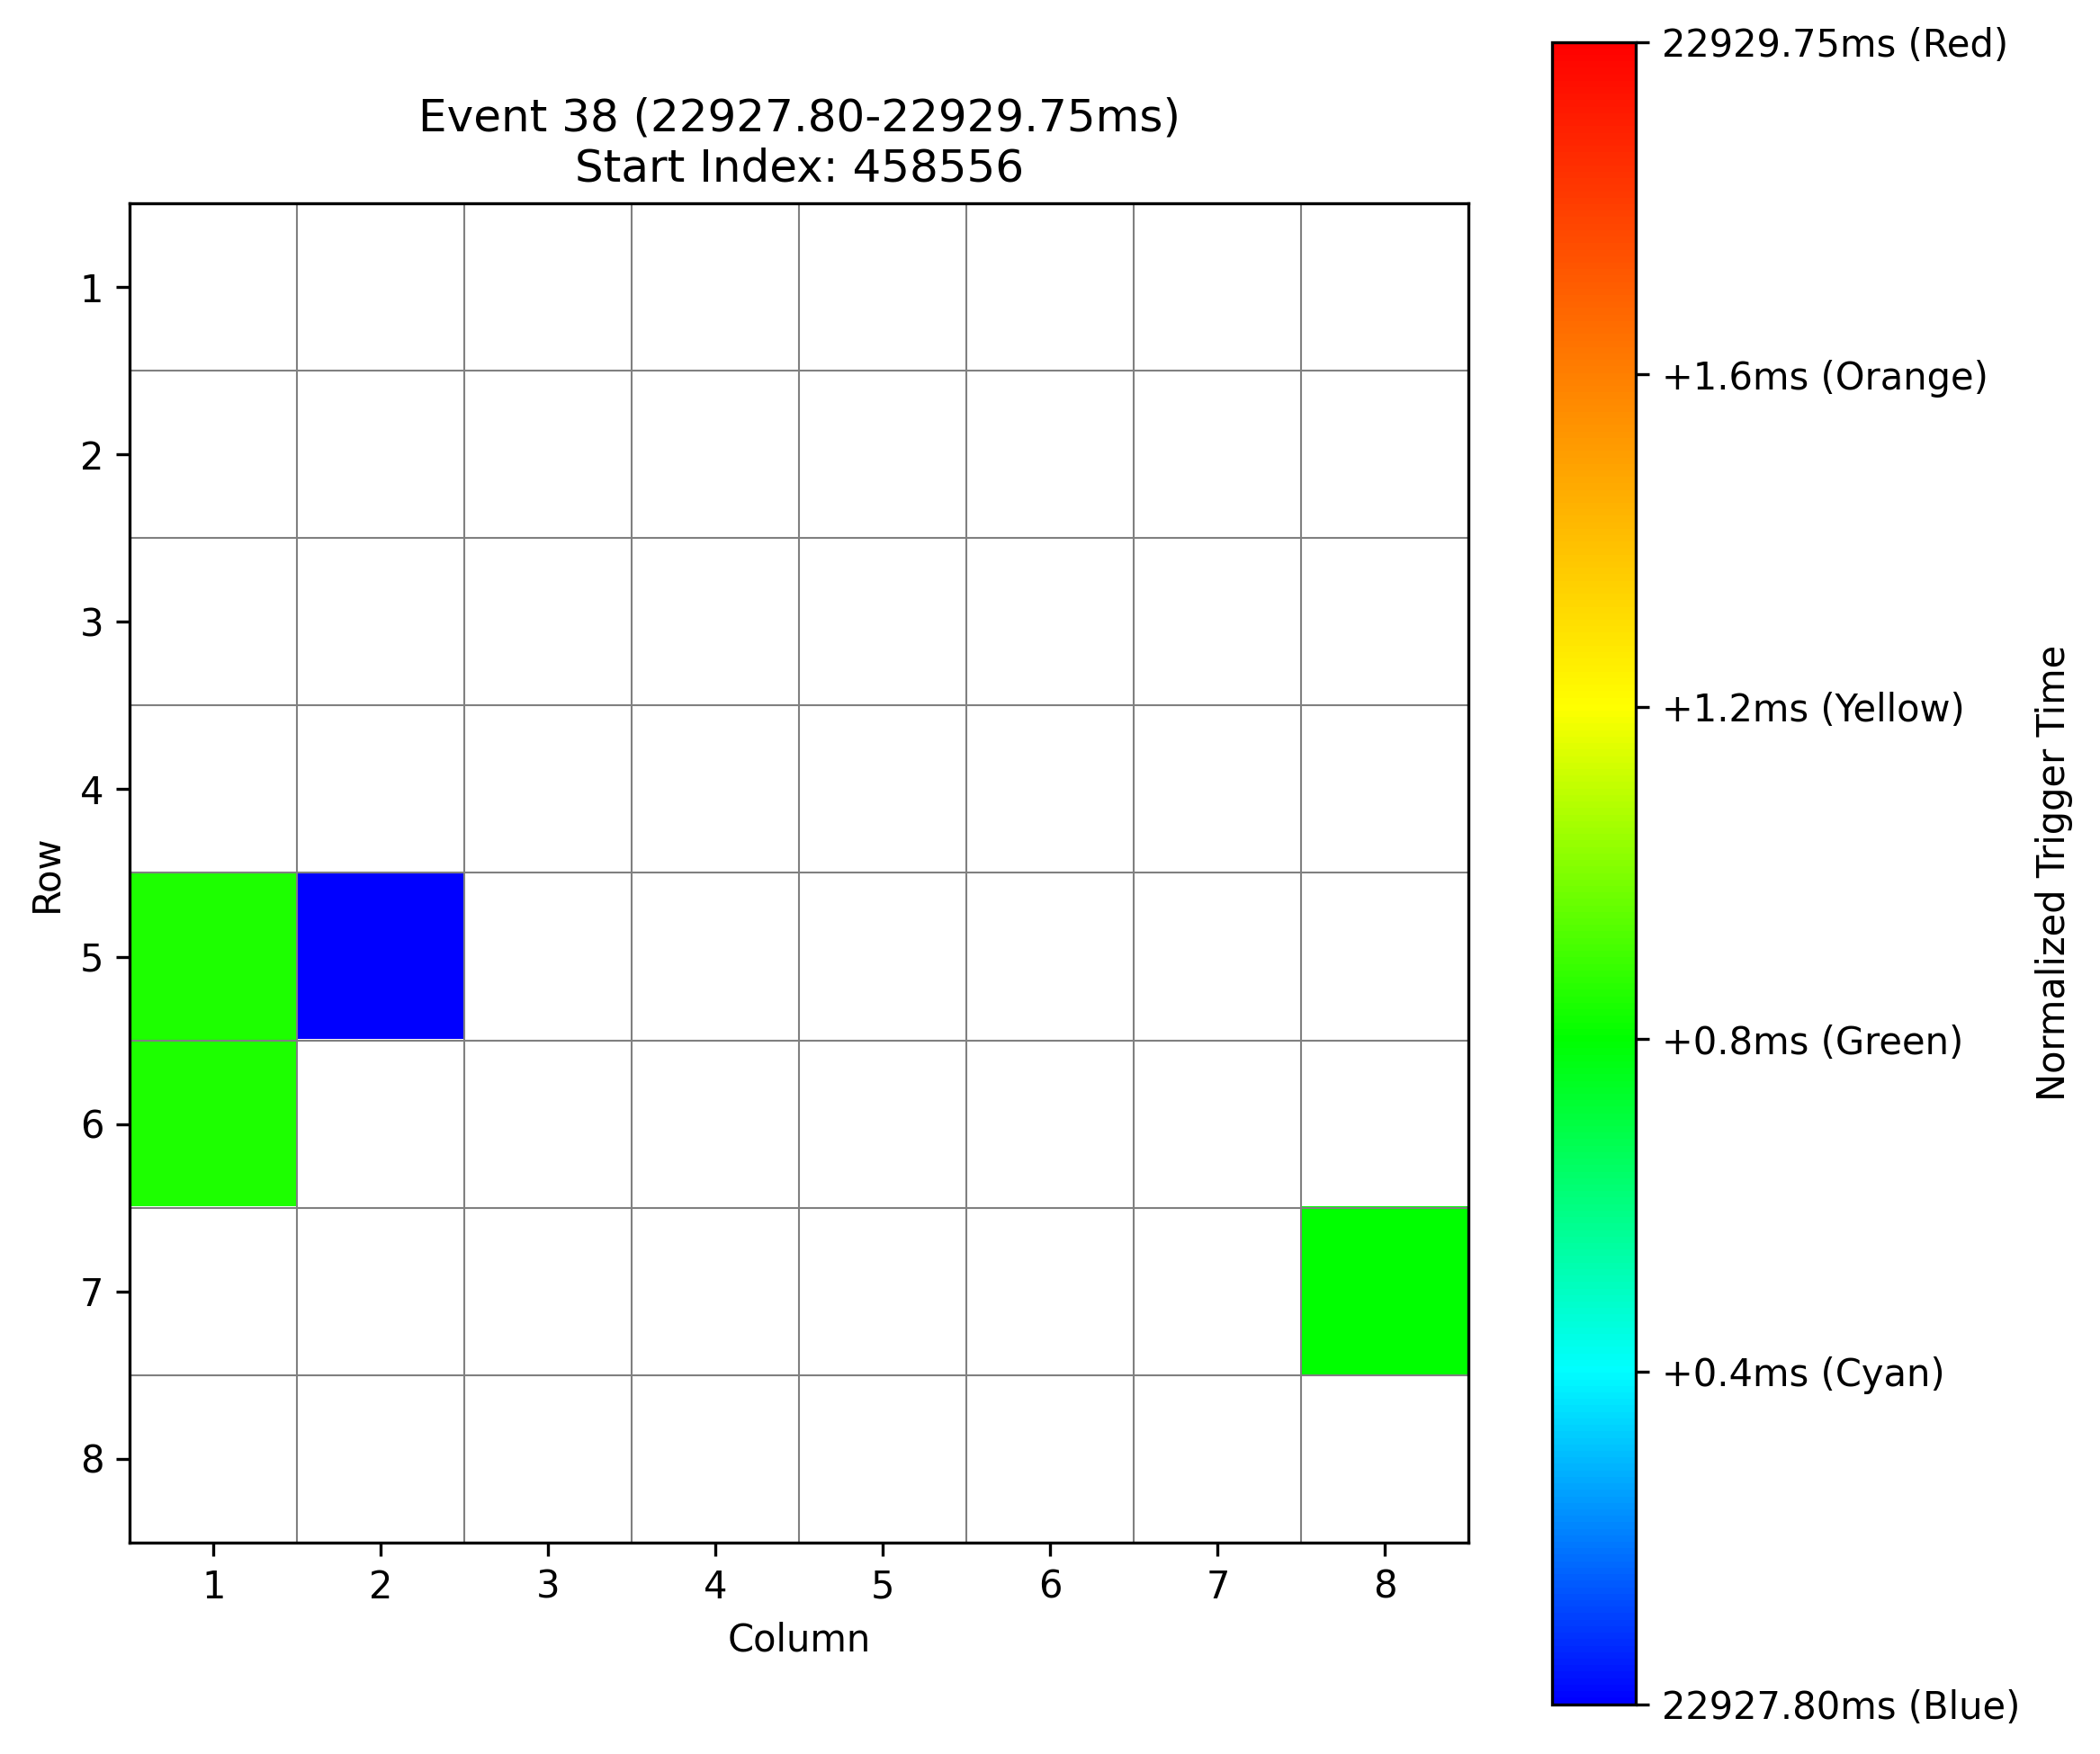 Event 38 (22927.80-22929.75ms)
Start Index: 458556
Row
1
2
3
4
5
6
7
8
1 2 3 4 5 6 7 8
Column
22929.75ms (Red)
+1.6ms (Orange)
+1.2ms (Yellow)
+0.8ms (Green)
+0.4ms (Cyan)
22927.80ms (Blue)
Normalized Trigger Time